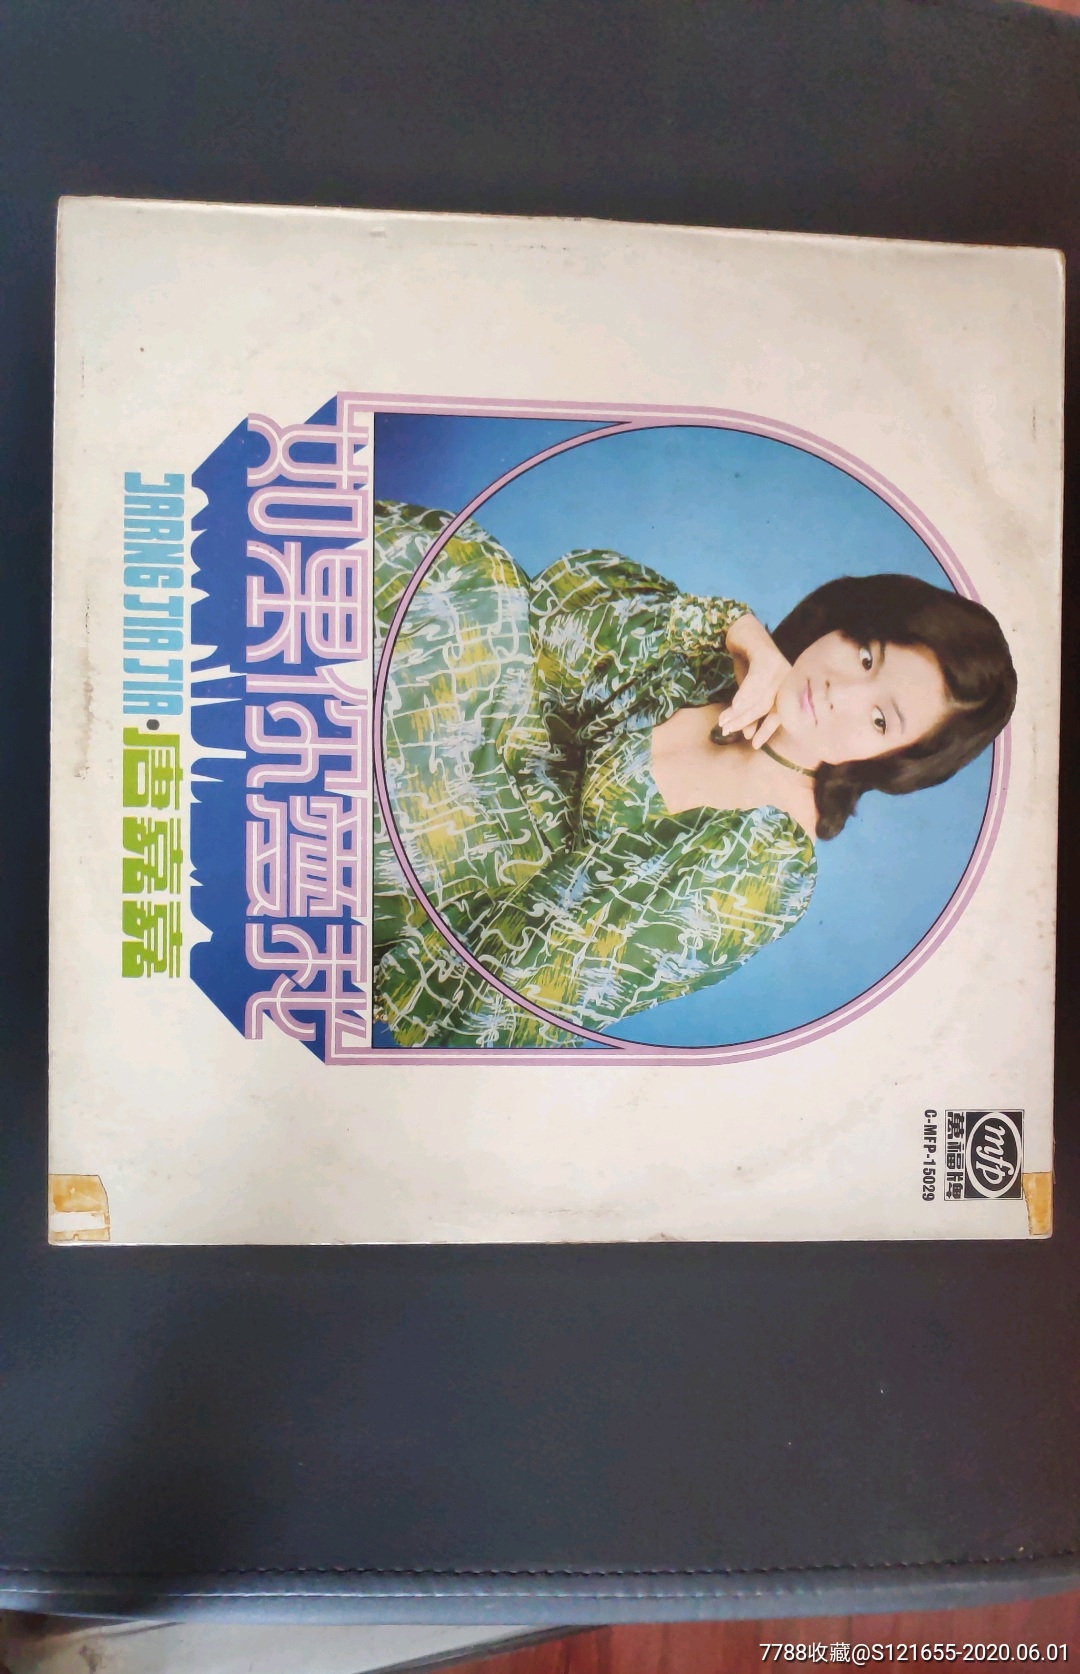 mfp
萬福牌
C-MFP-15029
如果你愛我
TARNG JIA JIA・唐嘉嘉
7788收藏@S121655-2020.06.01